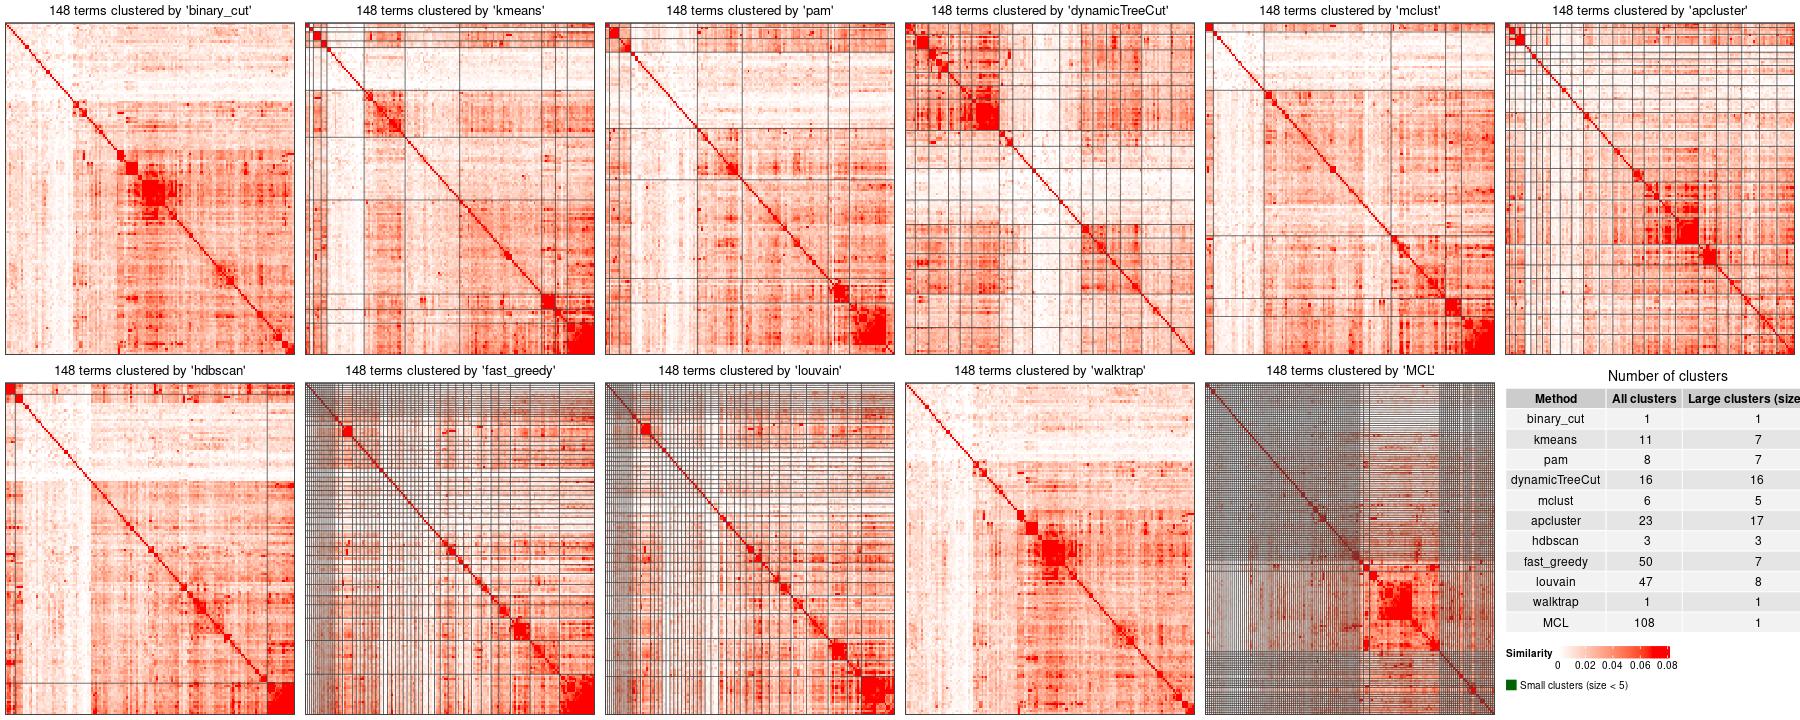 148 terms clustered by 'binary_cut'
148 terms clustered by 'kmeans'
148 terms clustered by 'pam'
148 terms clustered by 'dynamicTreeCut'
148 terms clustered by 'mclust'
148 terms clustered by 'apcluster'
148 terms clustered by 'hdbscan'
148 terms clustered by 'fast_greedy'
148 terms clustered by 'louvain'
148 terms clustered by 'walktrap'
148 terms clustered by 'MCL'
Number of clusters
Method All clusters Large clusters (size
binary_cut 1 1
kmeans 11 7
pam 8 7
dynamicTreeCut 16 16
mclust 6 5
apcluster 23 17
hdbscan 3 3
fast_greedy 50 7
louvain 47 8
walktrap 1 1
MCL 108 1
Similarity
0 0.02 0.04 0.06 0.08
Small clusters (size < 5)